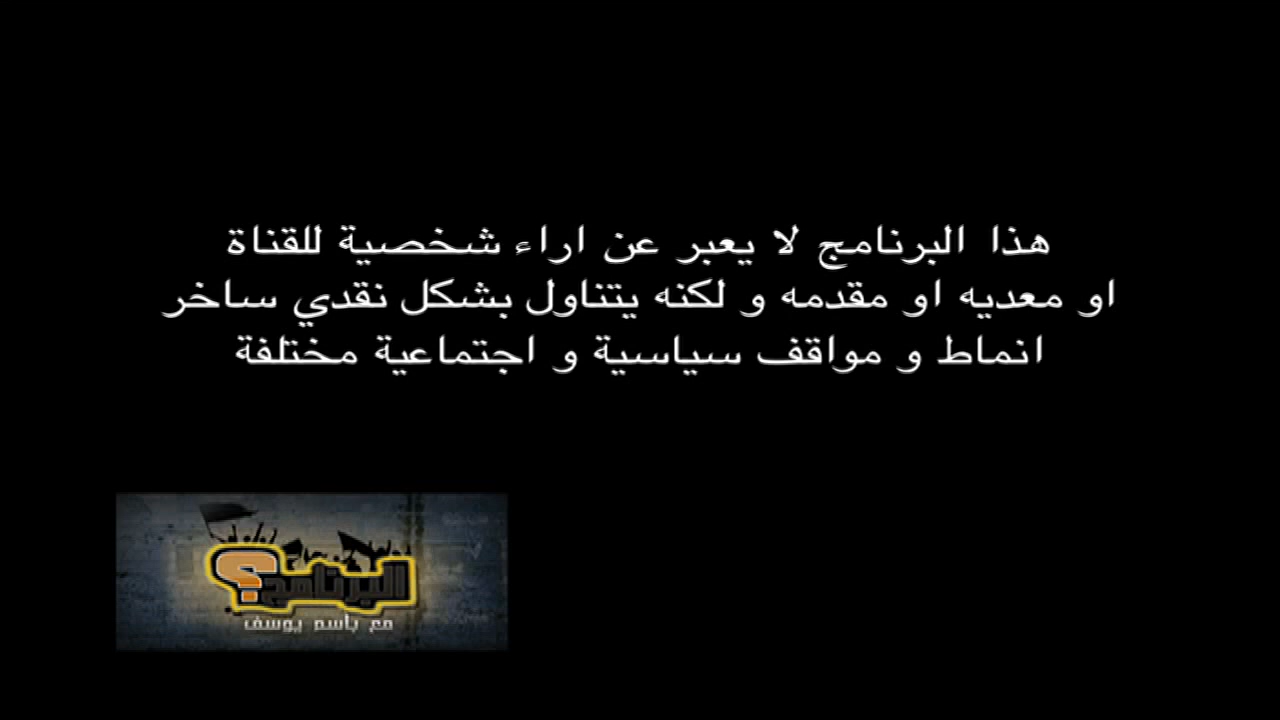 هذا البرنامج لا يعبر عن اراء شخصية للقناة
او معديه او مقدمه و لكنه يتناول بشكل نقدي ساخر
انماط و مواقف سياسية و اجتماعية مختلفة
البرنامج؟
مع باسم يوسف